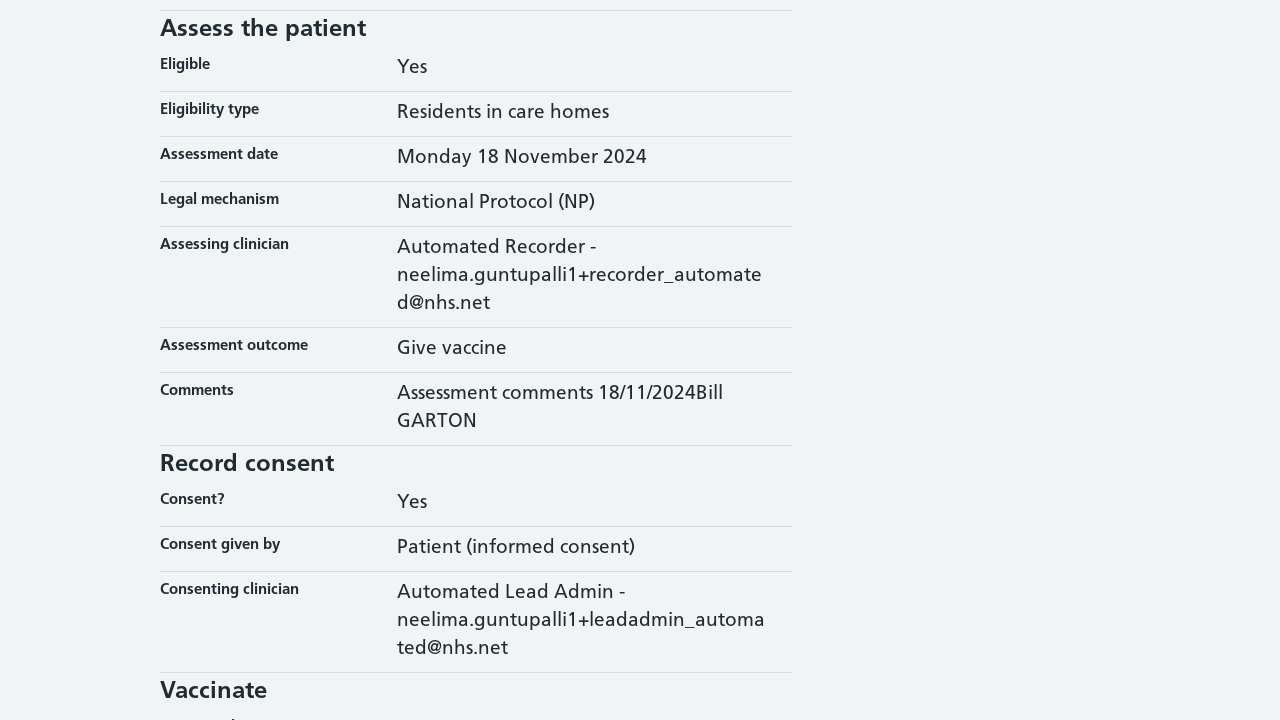 Assess the patient
Eligible
Yes
Eligibility type
Residents in care homes
Assessment date
Monday 18 November 2024
Legal mechanism
National Protocol (NP)
Assessing clinician
Automated Recorder -
neelima.guntupalli1+recorder_automate
d@nhs.net
Assessment outcome
Give vaccine
Comments
Assessment comments 18/11/2024Bill
GARTON
Record consent
Consent?
Yes
Consent given by
Patient (informed consent)
Consenting clinician
Automated Lead Admin -
neelima.guntupalli1+leadadmin_automa
ted@nhs.net
Vaccinate